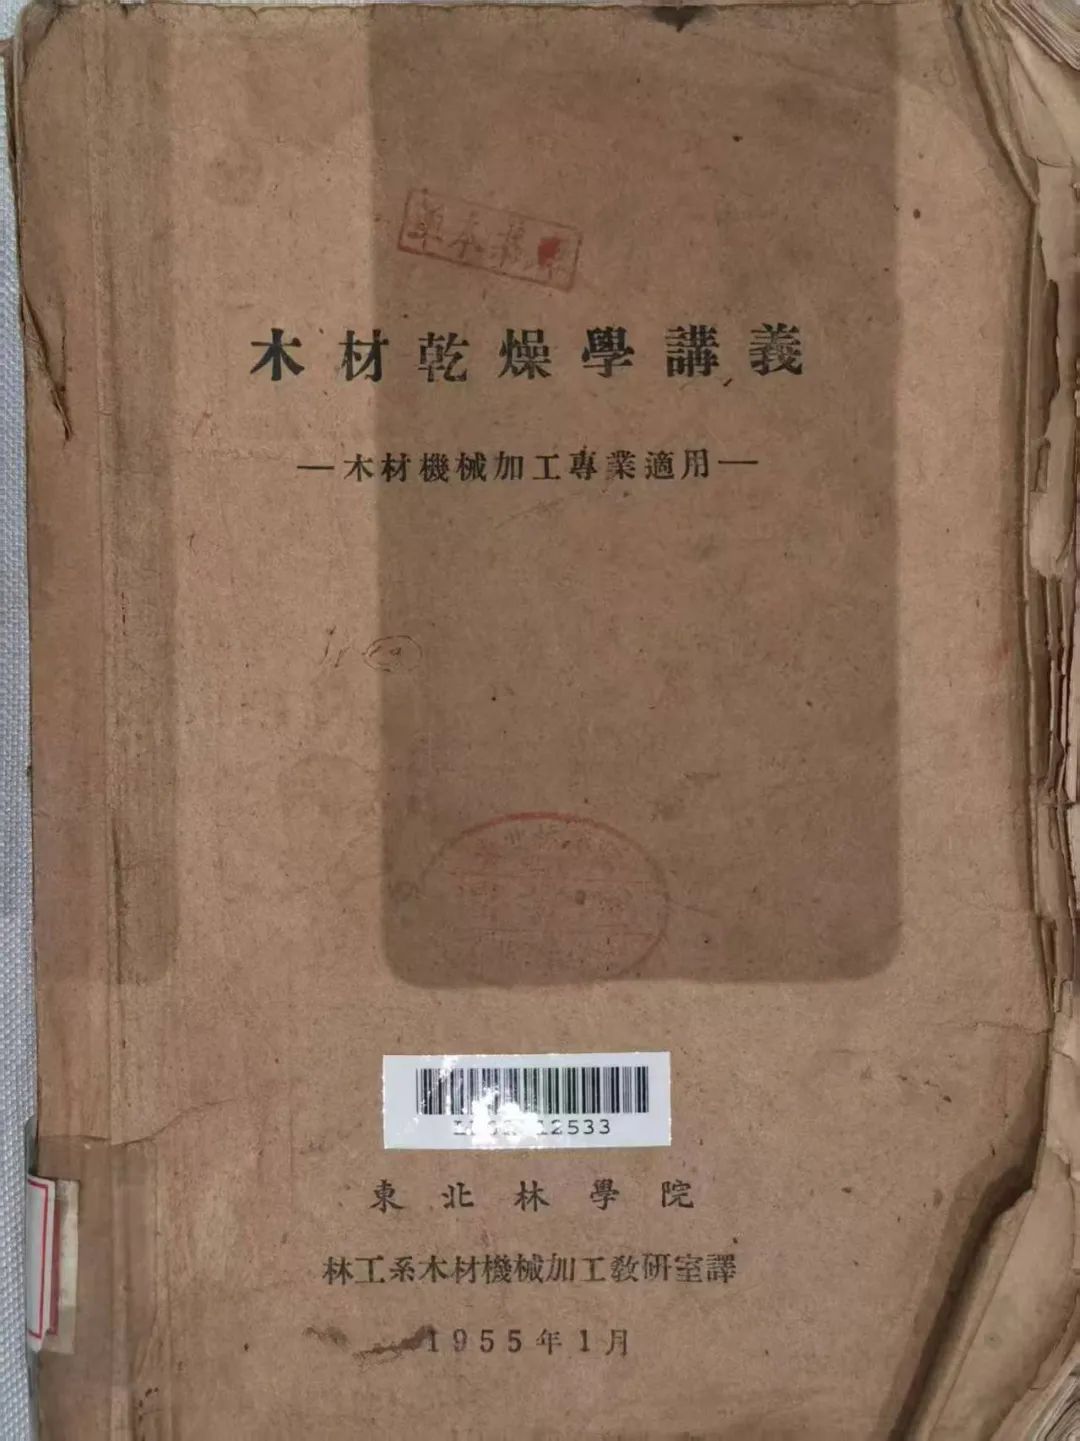 木材乾燥學講義
—木材機械加工專業適用—
12533
東北林學院
林工系木材機械加工教研室譯
1955年1月